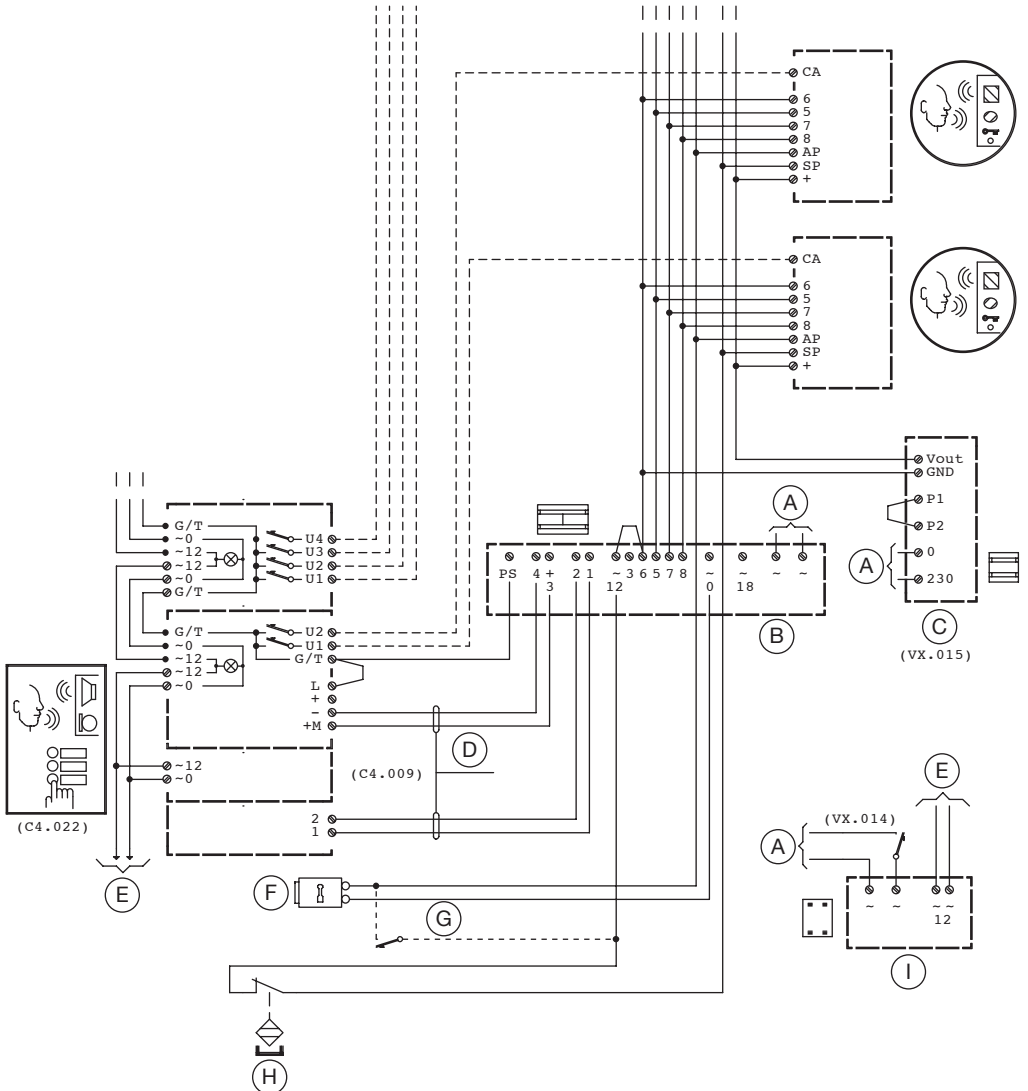 CA
6
5
7
8
AP
SP
+
CA
6
5
7
8
AP
SP
+
Vout
GND
P1
P2
0
230
A
C
(VX.015)
A
PS 4 + 2 1 ~ 3 6 5 7 8 ~ ~ ~ ~
3 12 0 18
B
G/T
~0
~12
~12
~0
G/T
U4
U3
U2
U1
G/T
~0
~12
~12
~0
U2
U1
G/T
L
+
-
+M
~12
~0
2
1
(C4.022)
E
D
(C4.009)
F
G
H
E
(VX.014)
A
~ ~ ~ ~
12
I